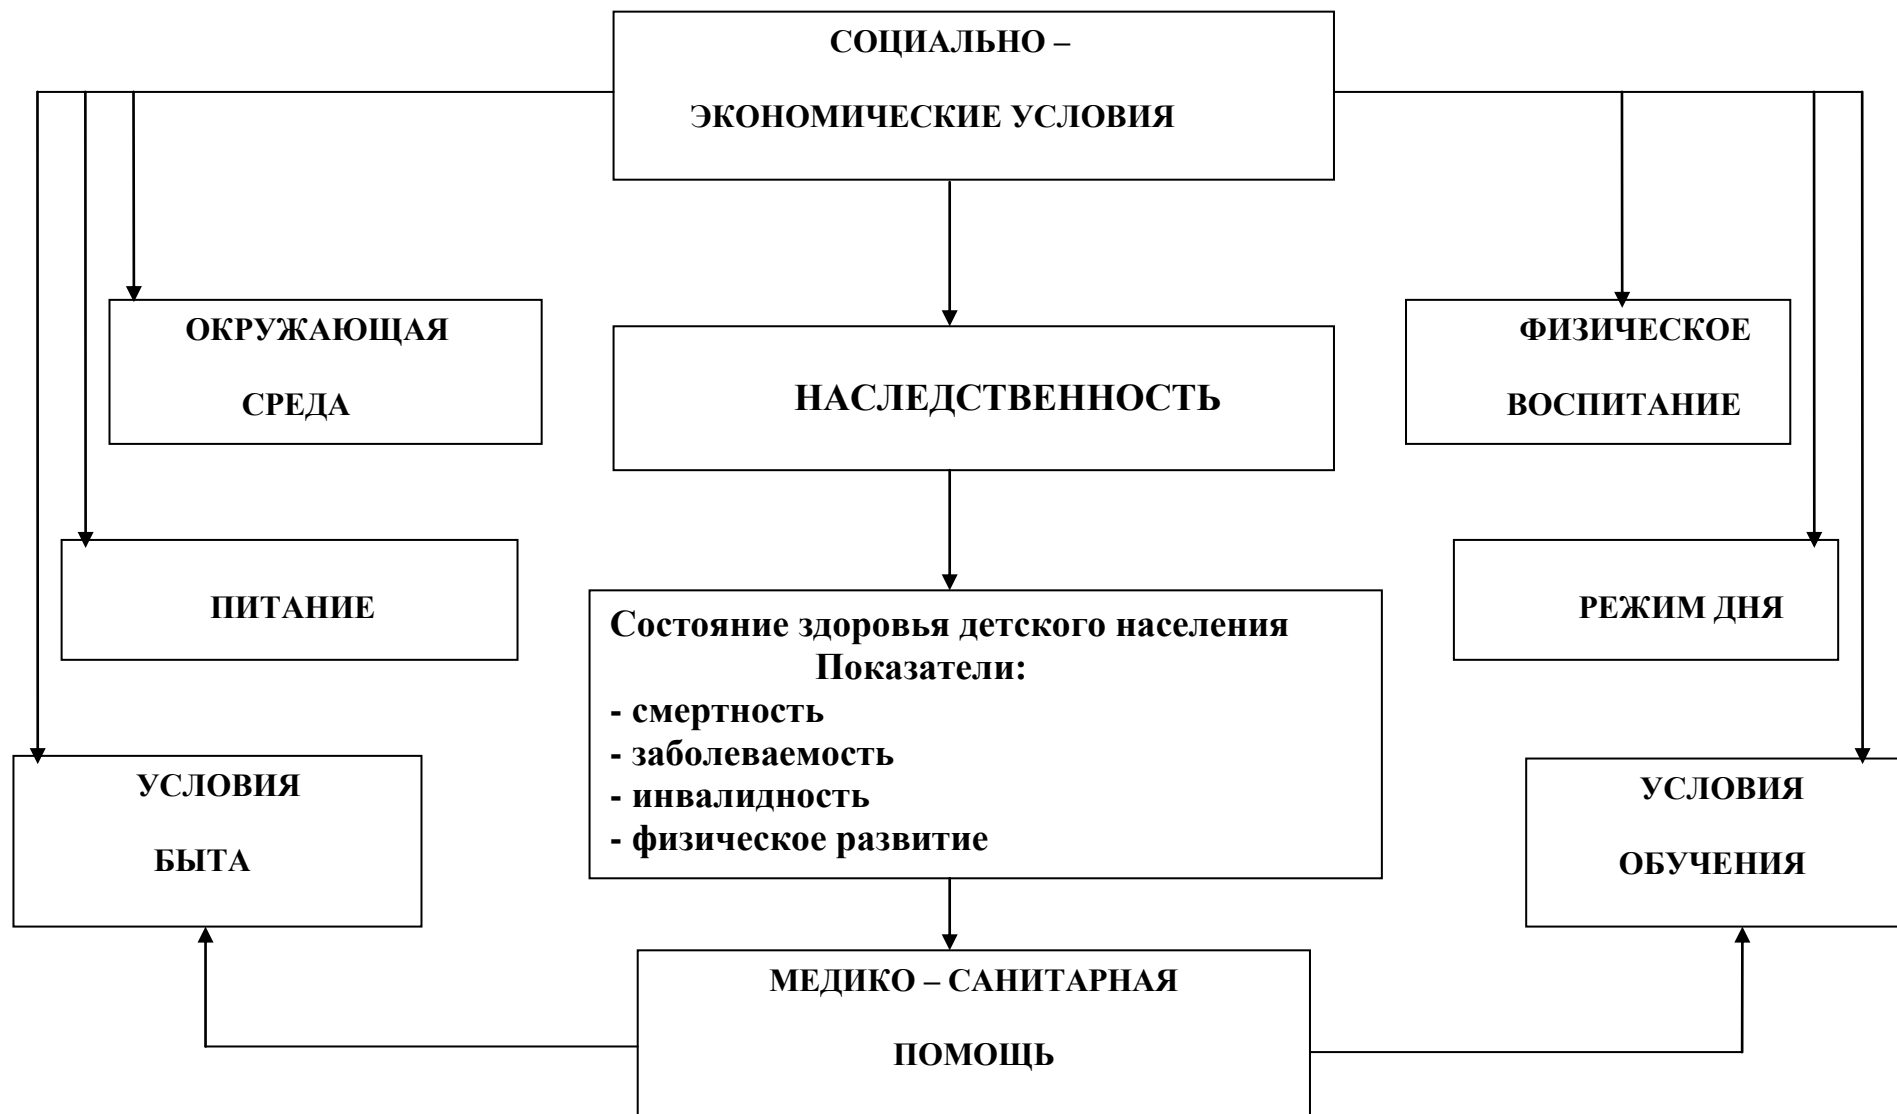 СОЦИАЛЬНО –
ЭКОНОМИЧЕСКИЕ УСЛОВИЯ
ОКРУЖАЮЩАЯ
СРЕДА
НАСЛЕДСТВЕННОСТЬ
ФИЗИЧЕСКОЕ
ВОСПИТАНИЕ
ПИТАНИЕ
Состояние здоровья детского населения
Показатели:
- смертность
- заболеваемость
- инвалидность
- физическое развитие
РЕЖИМ ДНЯ
УСЛОВИЯ
БЫТА
УСЛОВИЯ
ОБУЧЕНИЯ
МЕДИКО – САНИТАРНАЯ
ПОМОЩЬ